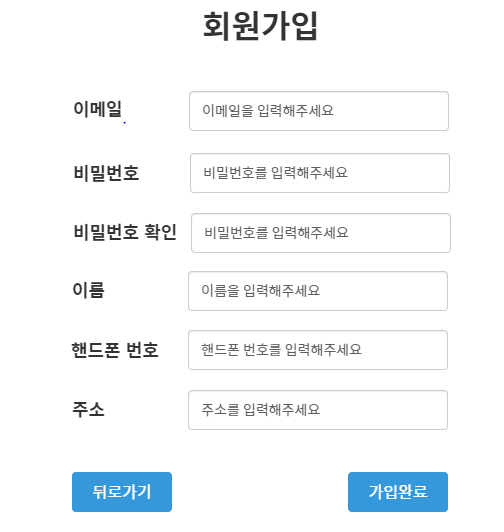 회원가입
이메일 이메일을 입력해주세요
비밀번호 비밀번호를 입력해주세요
비밀번호 확인 비밀번호를 입력해주세요
이름 이름을 입력해주세요
핸드폰 번호 핸드폰 번호를 입력해주세요
주소 주소를 입력해주세요
뒤로가기 가입완료